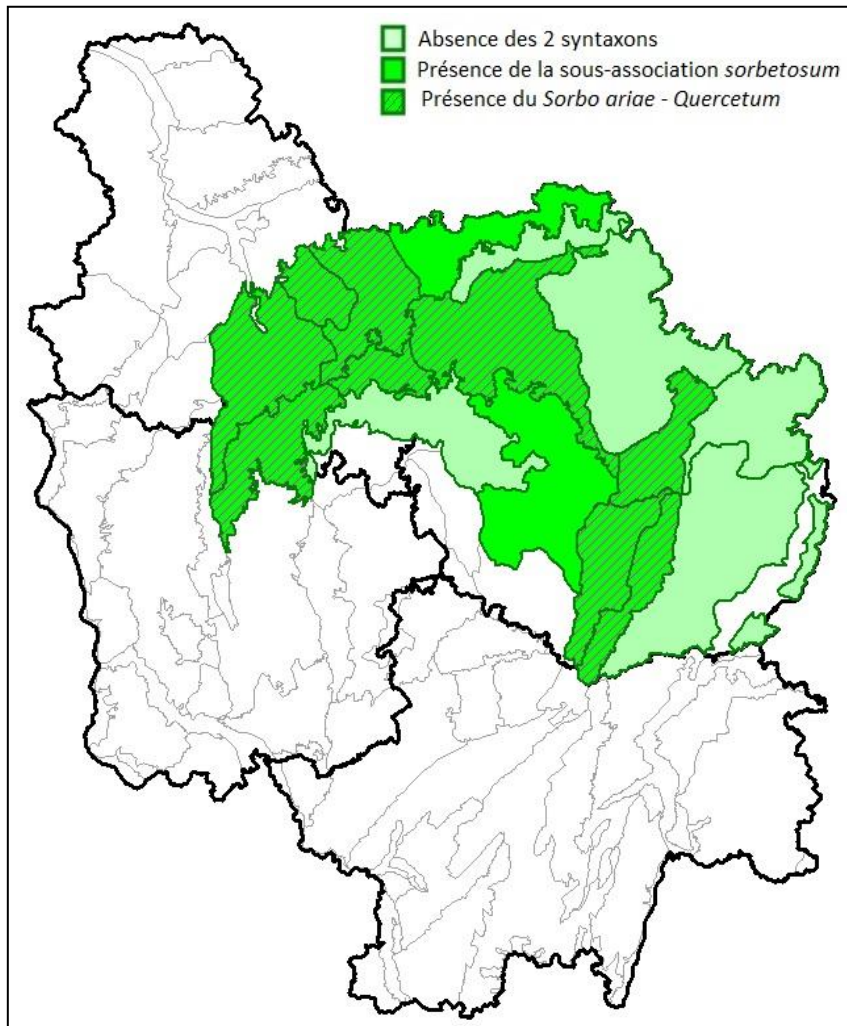 Absence des 2 syntaxons
Présence de la sous-association sorbetosum
Présence du Sorbo ariae - Quercetum